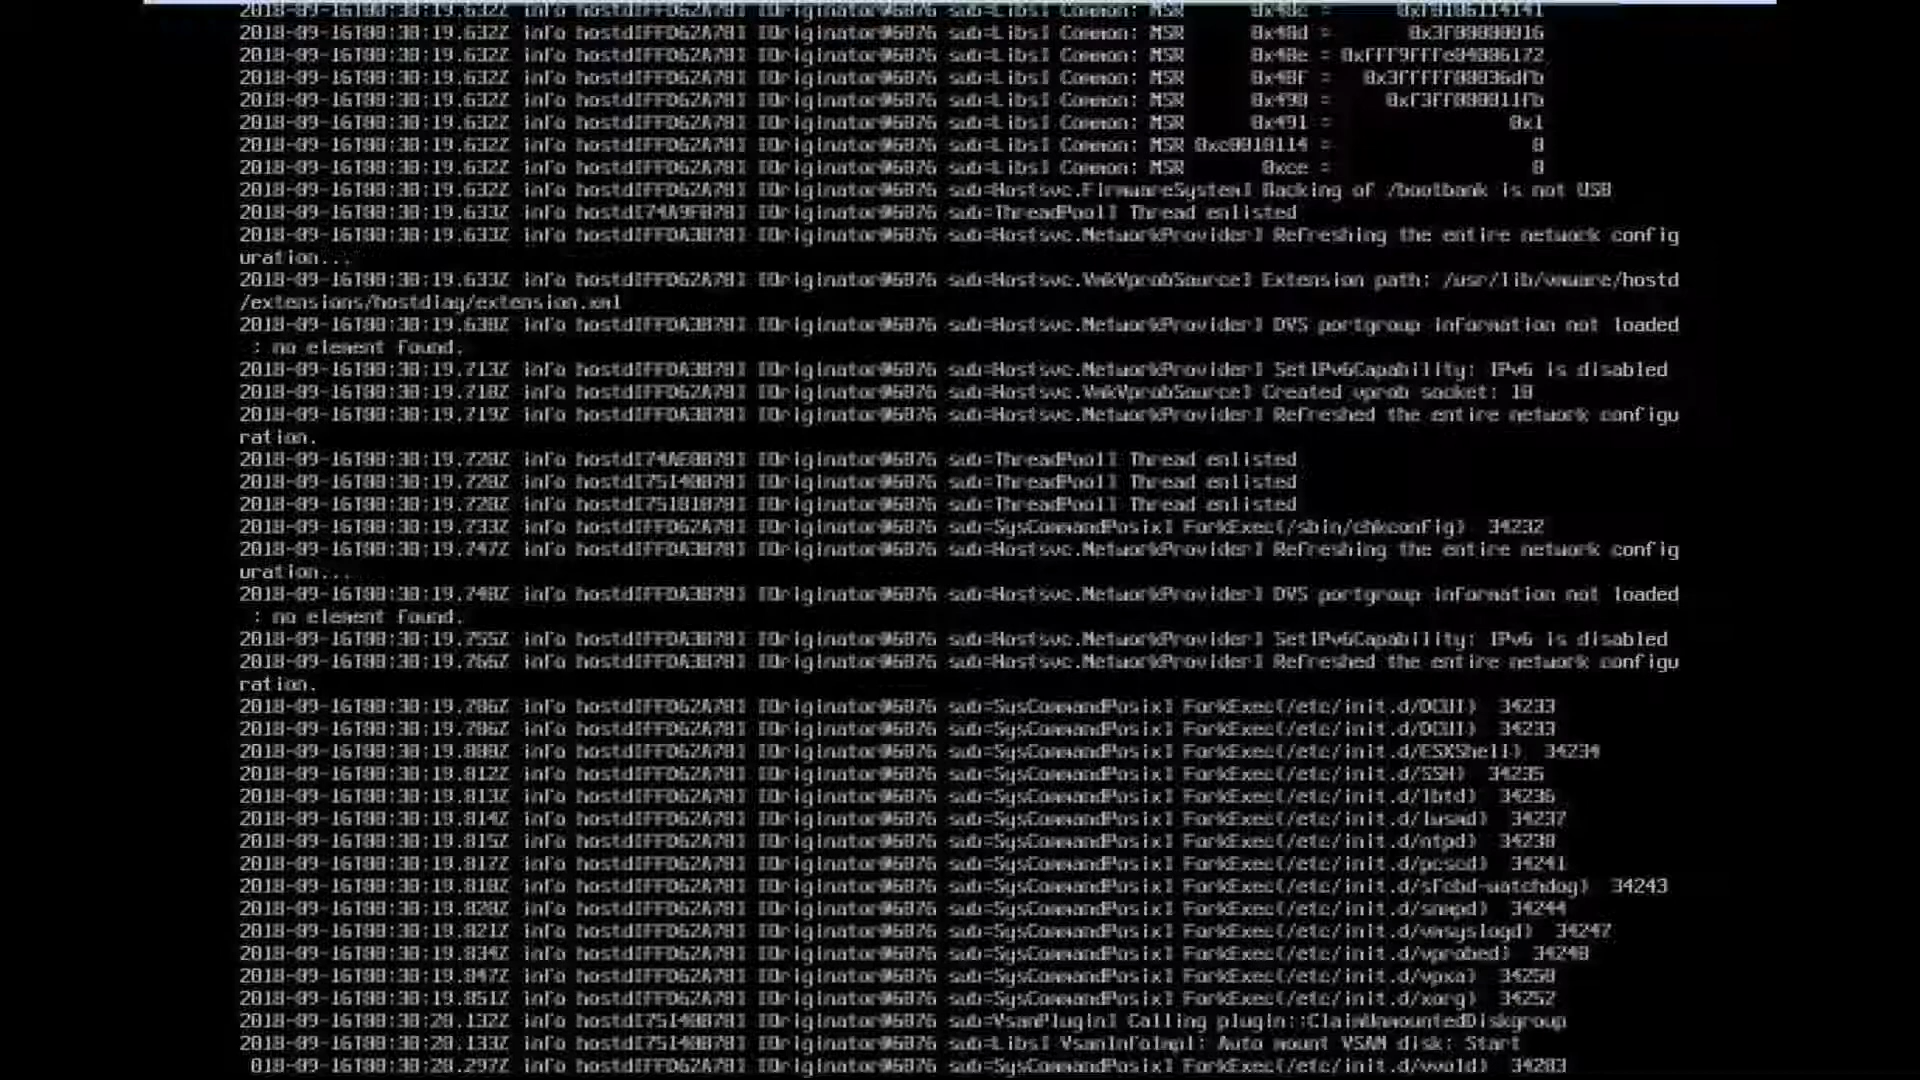 2018-09-16T00:30:19.632Z info hostd[FFD62A70] [Originator@6876 sub=Libs] Common: MSR
2018-09-16T00:30:19.632Z info hostd[FFD62A70] [Originator@6876 sub=Libs] Common: MSR 0x48d = 0x3f00000016
2018-09-16T00:30:19.632Z info hostd[FFD62A70] [Originator@6876 sub=Libs] Common: MSR 0x48e = 0xfff9fffe04006172
2018-09-16T00:30:19.632Z info hostd[FFD62A70] [Originator@6876 sub=Libs] Common: MSR 0x48f = 0x3fffff00036dfb
2018-09-16T00:30:19.632Z info hostd[FFD62A70] [Originator@6876 sub=Libs] Common: MSR 0x490 = 0xf3ff000011fb
2018-09-16T00:30:19.632Z info hostd[FFD62A70] [Originator@6876 sub=Libs] Common: MSR 0x491 = 0x1
2018-09-16T00:30:19.632Z info hostd[FFD62A70] [Originator@6876 sub=Libs] Common: MSR 0xc0010114 = 0
2018-09-16T00:30:19.632Z info hostd[FFD62A70] [Originator@6876 sub=Libs] Common: MSR 0xce = 0
2018-09-16T00:30:19.632Z info hostd[FFD62A70] [Originator@6876 sub=Hostsvc.FirmwareSystem] Backing of /bootbank is not USB
2018-09-16T00:30:19.633Z info hostd[74A9FB70] [Originator@6876 sub=ThreadPool] Thread enlisted
2018-09-16T00:30:19.633Z info hostd[FFDA3B70] [Originator@6876 sub=Hostsvc.NetworkProvider] Refreshing the entire network config
uration...
2018-09-16T00:30:19.633Z info hostd[FFD62A70] [Originator@6876 sub=Hostsvc.VmkVprobSource] Extension path: /usr/lib/vmware/hostd
/extensions/hostdiag/extension.xml
2018-09-16T00:30:19.638Z info hostd[FFDA3B70] [Originator@6876 sub=Hostsvc.NetworkProvider] DVS portgroup information not loaded
: no element found.
2018-09-16T00:30:19.713Z info hostd[FFDA3B70] [Originator@6876 sub=Hostsvc.NetworkProvider] SetIPv6Capability: IPv6 is disabled
2018-09-16T00:30:19.718Z info hostd[FFD62A70] [Originator@6876 sub=Hostsvc.VmkVprobSource] Created vprob socket: 10
2018-09-16T00:30:19.719Z info hostd[FFDA3B70] [Originator@6876 sub=Hostsvc.NetworkProvider] Refreshed the entire network configu
ration.
2018-09-16T00:30:19.728Z info hostd[74AE0B70] [Originator@6876 sub=ThreadPool] Thread enlisted
2018-09-16T00:30:19.728Z info hostd[75140B70] [Originator@6876 sub=ThreadPool] Thread enlisted
2018-09-16T00:30:19.728Z info hostd[75181B70] [Originator@6876 sub=ThreadPool] Thread enlisted
2018-09-16T00:30:19.733Z info hostd[FFD62A70] [Originator@6876 sub=SysCommandPosix] ForkExec(/sbin/chkconfig) 34232
2018-09-16T00:30:19.747Z info hostd[FFDA3B70] [Originator@6876 sub=Hostsvc.NetworkProvider] Refreshing the entire network config
uration...
2018-09-16T00:30:19.748Z info hostd[FFDA3B70] [Originator@6876 sub=Hostsvc.NetworkProvider] DVS portgroup information not loaded
: no element found.
2018-09-16T00:30:19.755Z info hostd[FFDA3B70] [Originator@6876 sub=Hostsvc.NetworkProvider] SetIPv6Capability: IPv6 is disabled
2018-09-16T00:30:19.766Z info hostd[FFDA3B70] [Originator@6876 sub=Hostsvc.NetworkProvider] Refreshed the entire network configu
ration.
2018-09-16T00:30:19.786Z info hostd[FFD62A70] [Originator@6876 sub=SysCommandPosix] ForkExec(/etc/init.d/DCUI) 34233
2018-09-16T00:30:19.786Z info hostd[FFD62A70] [Originator@6876 sub=SysCommandPosix] ForkExec(/etc/init.d/DCUI) 34233
2018-09-16T00:30:19.809Z info hostd[FFD62A70] [Originator@6876 sub=SysCommandPosix] ForkExec(/etc/init.d/ESXShell) 34234
2018-09-16T00:30:19.812Z info hostd[FFD62A70] [Originator@6876 sub=SysCommandPosix] ForkExec(/etc/init.d/SSH) 34235
2018-09-16T00:30:19.813Z info hostd[FFD62A70] [Originator@6876 sub=SysCommandPosix] ForkExec(/etc/init.d/lbtd) 34236
2018-09-16T00:30:19.814Z info hostd[FFD62A70] [Originator@6876 sub=SysCommandPosix] ForkExec(/etc/init.d/lwsmd) 34237
2018-09-16T00:30:19.815Z info hostd[FFD62A70] [Originator@6876 sub=SysCommandPosix] ForkExec(/etc/init.d/ntpd) 34238
2018-09-16T00:30:19.817Z info hostd[FFD62A70] [Originator@6876 sub=SysCommandPosix] ForkExec(/etc/init.d/pcscd) 34241
2018-09-16T00:30:19.818Z info hostd[FFD62A70] [Originator@6876 sub=SysCommandPosix] ForkExec(/etc/init.d/sfcbd-watchdog) 34243
2018-09-16T00:30:19.820Z info hostd[FFD62A70] [Originator@6876 sub=SysCommandPosix] ForkExec(/etc/init.d/snmpd) 34244
2018-09-16T00:30:19.821Z info hostd[FFD62A70] [Originator@6876 sub=SysCommandPosix] ForkExec(/etc/init.d/vmsyslogd) 34247
2018-09-16T00:30:19.834Z info hostd[FFD62A70] [Originator@6876 sub=SysCommandPosix] ForkExec(/etc/init.d/vprobed) 34248
2018-09-16T00:30:19.847Z info hostd[FFD62A70] [Originator@6876 sub=SysCommandPosix] ForkExec(/etc/init.d/vpxa) 34250
2018-09-16T00:30:19.851Z info hostd[FFD62A70] [Originator@6876 sub=SysCommandPosix] ForkExec(/etc/init.d/xorg) 34252
2018-09-16T00:30:20.132Z info hostd[75140B70] [Originator@6876 sub=VsanPlugin] Calling plugin::ClaimUnmountedDiskgroup
2018-09-16T00:30:20.133Z info hostd[75140B70] [Originator@6876 sub=Libs] VsanInfoImpl: Auto mount VSAN disk: Start
018-09-16T00:30:20.297Z info hostd[FFD62A70] [Originator@6876 sub=SysCommandPosix] ForkExec(/etc/init.d/vvold) 34283